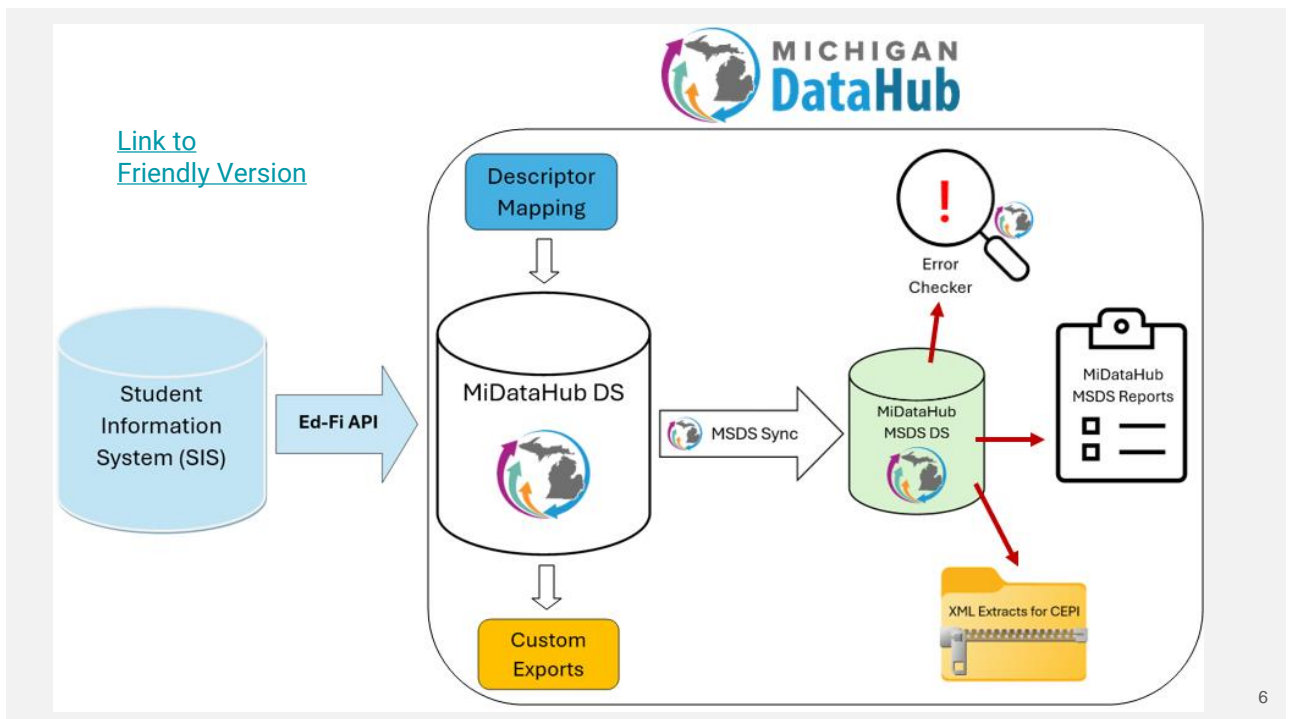 MICHIGAN
DataHub
Link to
Friendly Version
Descriptor
Mapping
Error
Checker
Student
Information
System (SIS)
Ed-Fi API
MiDataHub DS
MSDS Sync
MiDataHub
MSDS DS
MiDataHub
MSDS Reports
XML Extracts for CEPI
Custom
Exports
6